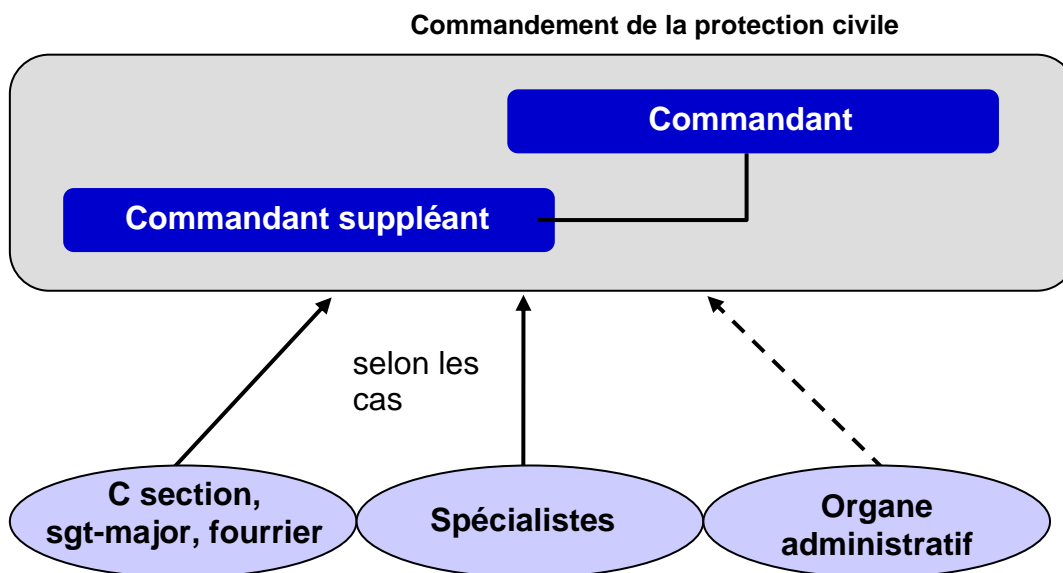 Commandement de la protection civile
Commandant
Commandant suppléant
selon les
cas
C section,
sgt-major, fourrier
Spécialistes
Organe
administratif